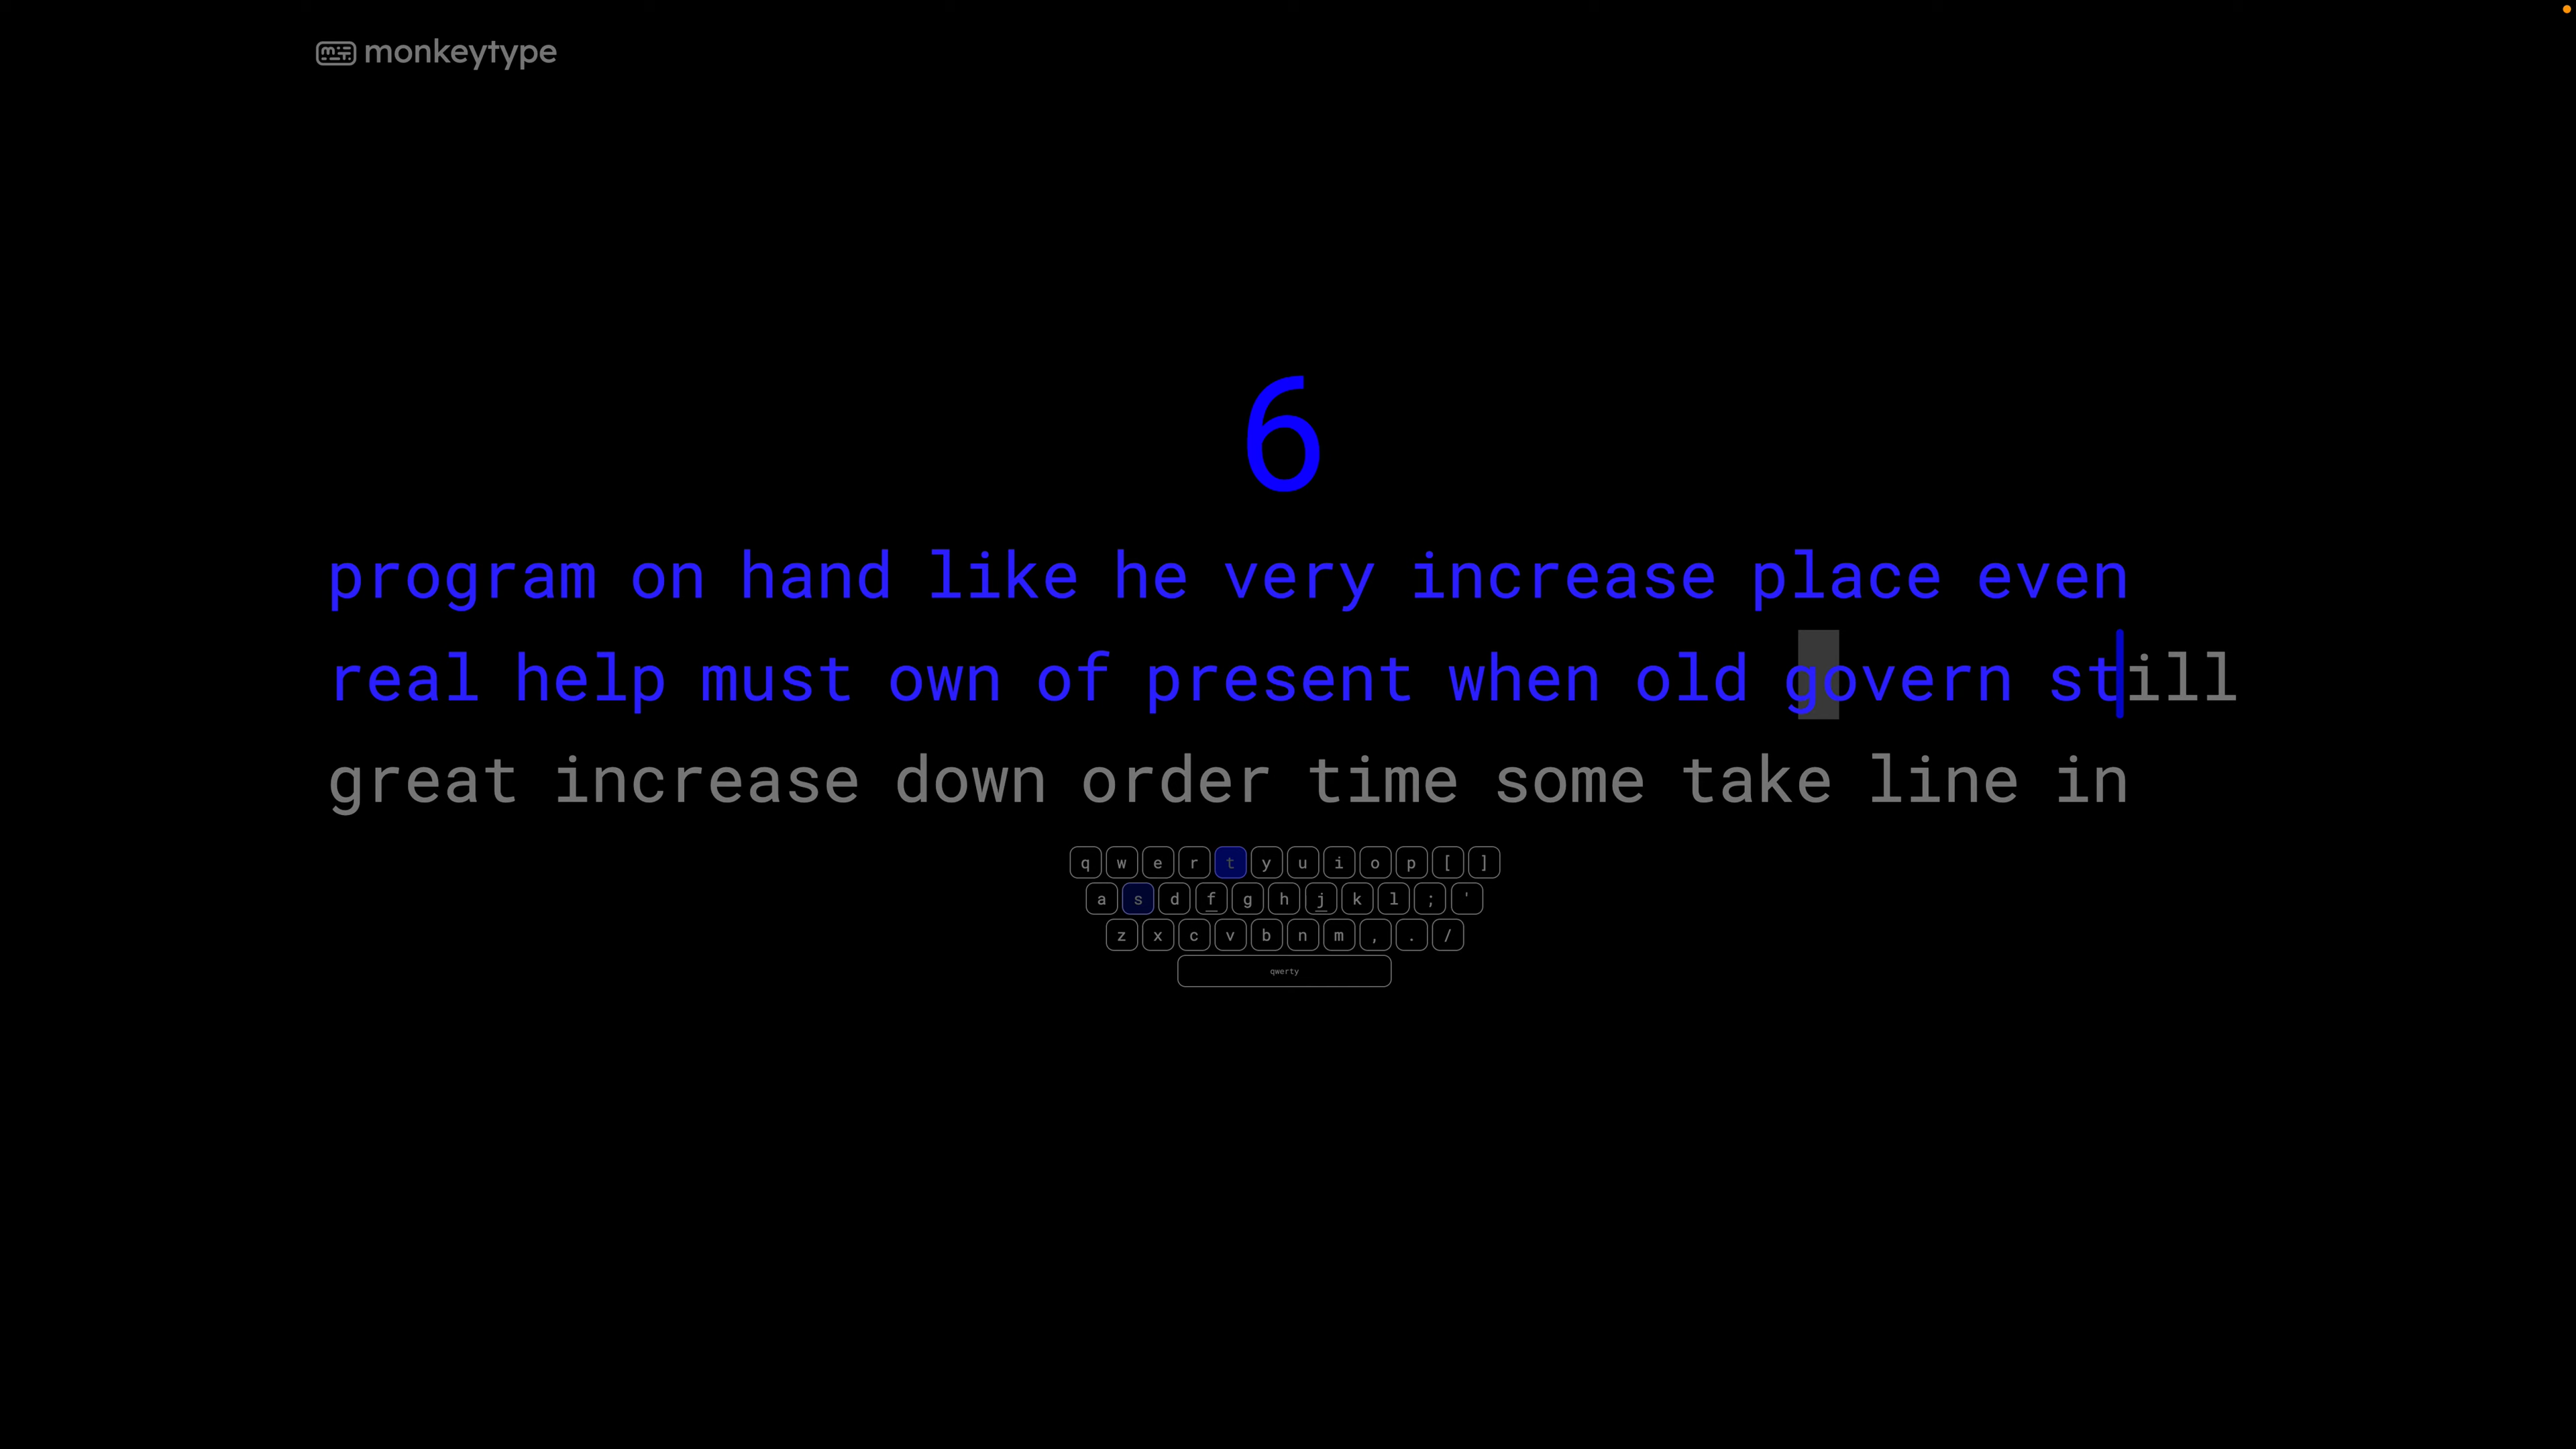 monkeytype
6
program on hand like he very increase place even
real help must own of present when old govern still
great increase down order time some take line in
q w e r t y u i o p [ ]
a s d f g h j k l ; '
z x c v b n m , . /
qwerty